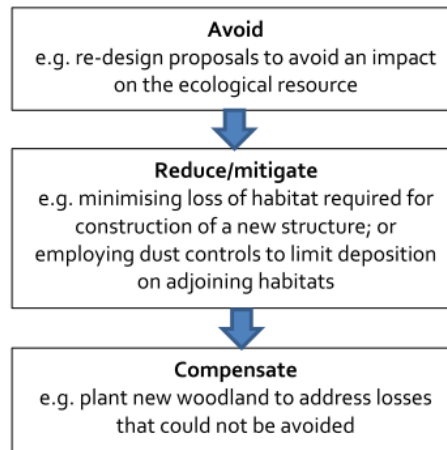 Avoid
e.g. re-design proposals to avoid an impact
on the ecological resource
Reduce/mitigate
e.g. minimising loss of habitat required for
construction of a new structure; or
employing dust controls to limit deposition
on adjoining habitats
Compensate
e.g. plant new woodland to address losses
that could not be avoided